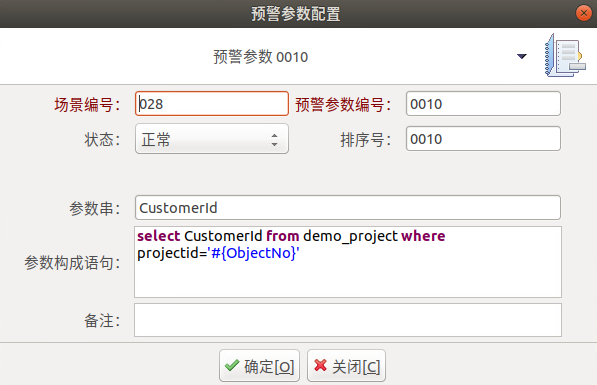 预警参数配置
预警参数 0010
场景编号： 028 预警参数编号： 0010
状态： 正常 排序号： 0010
参数串： CustomerId
参数构成语句： select CustomerId from demo_project where
projectid='#{ObjectNo}'
备注：
确定[O] 关闭[C]